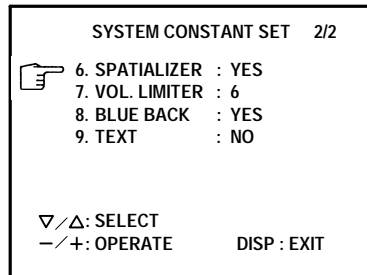 SYSTEM CONSTANT SET 2/2
6. SPATIALIZER : YES
7. VOL. LIMITER : 6
8. BLUE BACK : YES
9. TEXT : NO
▽/△: SELECT
−/+: OPERATE DISP : EXIT